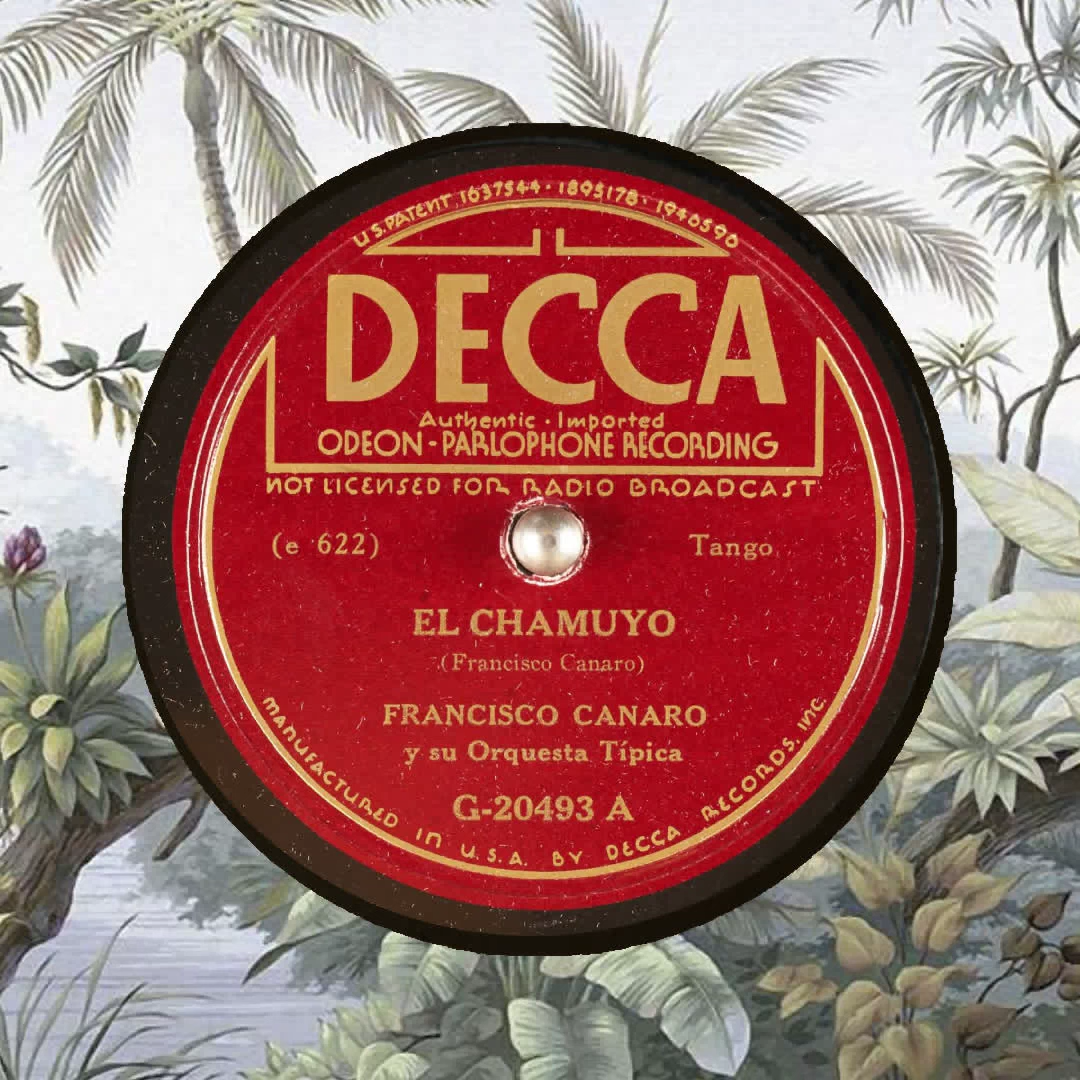 U.S. PATENT 1637544 · 1895178 · 1940590
DECCA
Authentic · Imported
ODEON - PARLOPHONE RECORDING
NOT LICENSED FOR RADIO BROADCAST
(e 622) Tango
EL CHAMUYO
(Francisco Canaro)
FRANCISCO CANARO
y su Orquesta Típica
G-20493 A
MANUFACTURED IN U.S.A. BY DECCA RECORDS, INC.